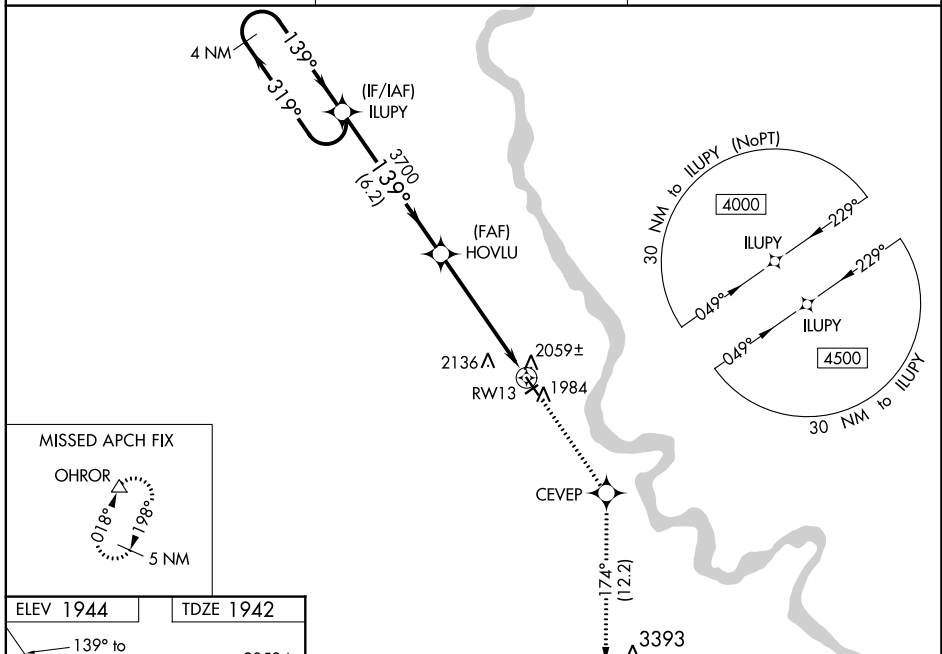 4 NM
139°
319°
(IF/IAF)
ILUPY
3700
139°
(6.2)
(FAF)
HOVLU
30 NM to ILUPY (NoPT)
4000
229°
ILUPY
049°
229°
049°
ILUPY
4500
30 NM to ILUPY
2136
2059±
RW13
1984
CEVEP
174°
(12.2)
3393
MISSED APCH FIX
OHROR
018°
198°
5 NM
ELEV 1944
TDZE 1942
139° to